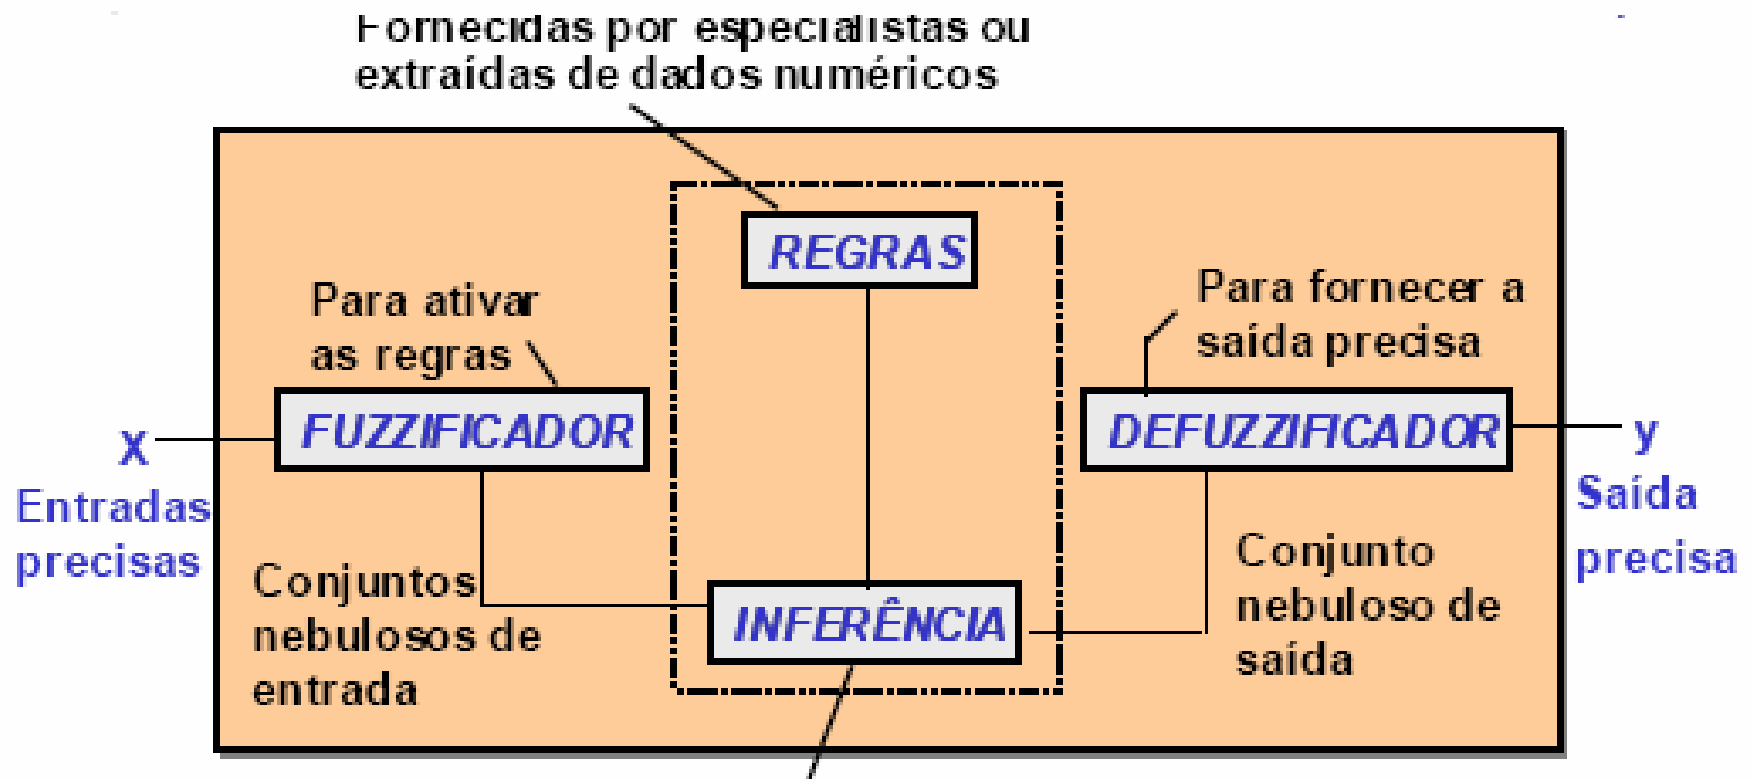 Fornecidas por especialistas ou
extraídas de dados numéricos
REGRAS
Para ativar
as regras
Para fornecer a
saída precisa
FUZZIFICADOR
DEFUZZIFICADOR
X
Entradas
precisas
y
Saída
precisa
Conjuntos
nebulosos de
entrada
INFERÊNCIA
Conjunto
nebuloso de
saída